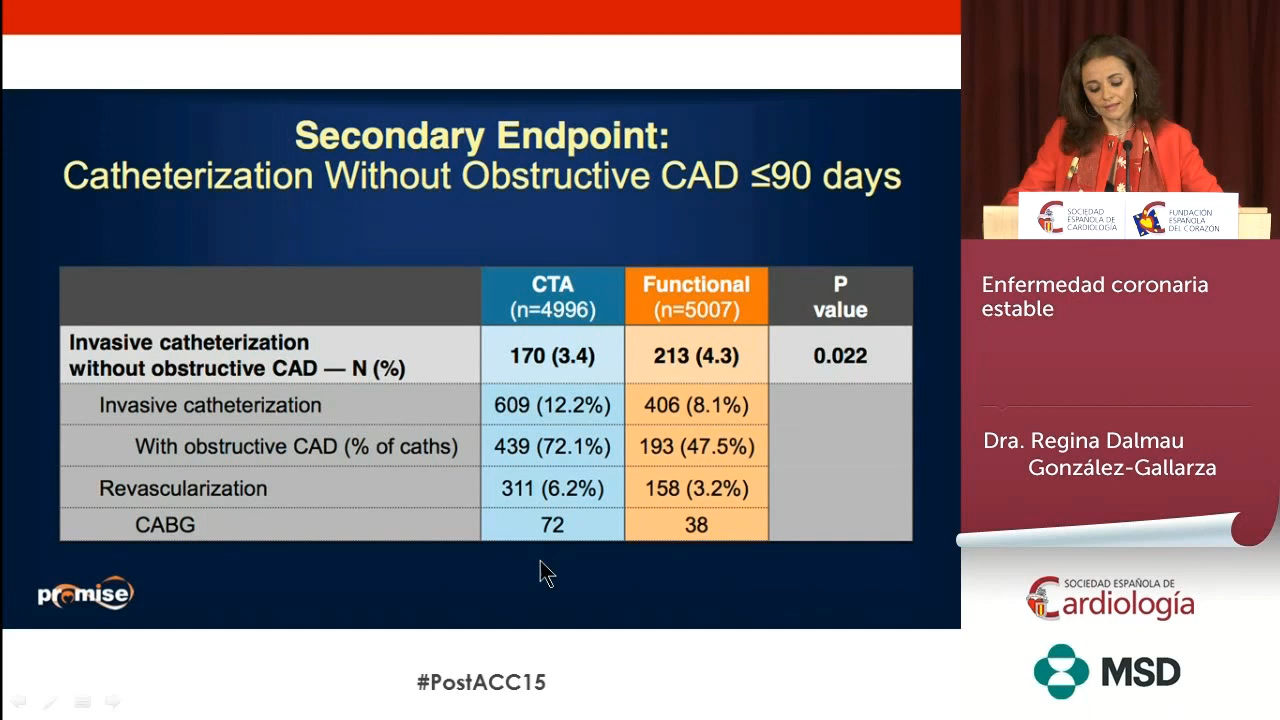 Secondary Endpoint:
Catheterization Without Obstructive CAD ≤90 days
CTA
(n=4996)
Functional
(n=5007)
P
value
Invasive catheterization
without obstructive CAD — N (%)
170 (3.4)
213 (4.3)
0.022
Invasive catheterization
609 (12.2%)
406 (8.1%)
With obstructive CAD (% of caths)
439 (72.1%)
193 (47.5%)
Revascularization
311 (6.2%)
158 (3.2%)
CABG
72
38
promise
#PostACC15
SOCIEDAD
ESPAÑOLA DE
CARDIOLOGÍA
FUNDACIÓN
ESPAÑOLA
DEL CORAZÓN
Enfermedad coronaria
estable
Dra. Regina Dalmau
González-Gallarza
SOCIEDAD ESPAÑOLA DE
Cardiología
MSD